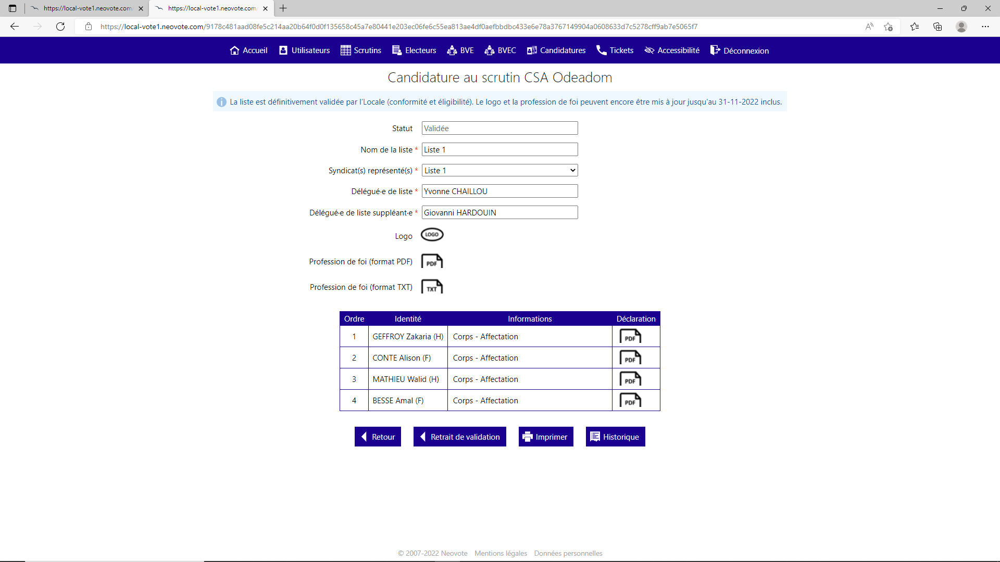 https://local-vote1.neovote.com/
https://local-vote1.neovote.com/
https://local-vote1.neovote.com/9178c481aad08fe5c214aa20b64f0d0f135658c45a7e80441e203ec06fe6c55ea813ae4df0aefbbdbc433e6e78a3767149904a0608633d7c5278cff9ab7e5065f7
Accueil Utilisateurs Scrutins Electeurs BVE BVEC Candidatures Tickets Accessibilité Déconnexion
Candidature au scrutin CSA Odeadom
La liste est définitivement validée par l'Locale (conformité et éligibilité). Le logo et la profession de foi peuvent encore être mis à jour jusqu'au 31-11-2022 inclus.
Statut Validée
Nom de la liste * Liste 1
Syndicat(s) représenté(s) * Liste 1
Délégué·e de liste * Yvonne CHAILLOU
Délégué·e de liste suppléant·e * Giovanni HARDOUIN
Logo LOGO
Profession de foi (format PDF) PDF
Profession de foi (format TXT) TXT
Ordre Identité Informations Déclaration
1 GEFFROY Zakaria (H) Corps - Affectation PDF
2 CONTE Alison (F) Corps - Affectation PDF
3 MATHIEU Walid (H) Corps - Affectation PDF
4 BESSE Amal (F) Corps - Affectation PDF
Retour Retrait de validation Imprimer Historique
© 2007-2022 Neovote Mentions légales Données personnelles